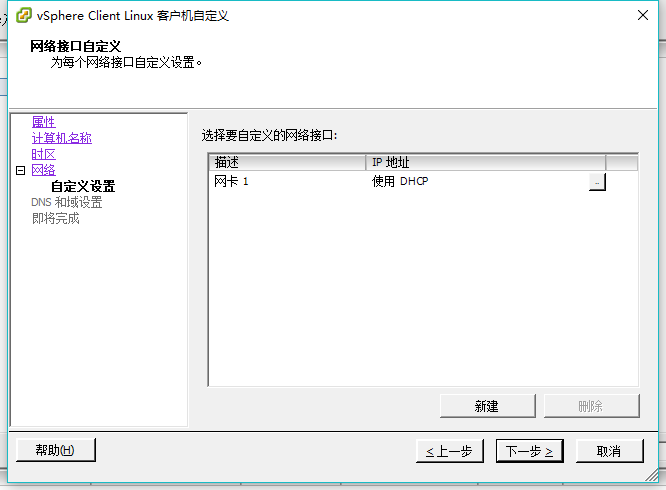 vSphere Client Linux 客户机自定义
网络接口自定义
为每个网络接口自定义设置。
属性
计算机名称
时区
网络
自定义设置
DNS 和域设置
即将完成
选择要自定义的网络接口:
描述 IP 地址
网卡 1 使用 DHCP ..
新建 删除
帮助(H) < 上一步 下一步 > 取消